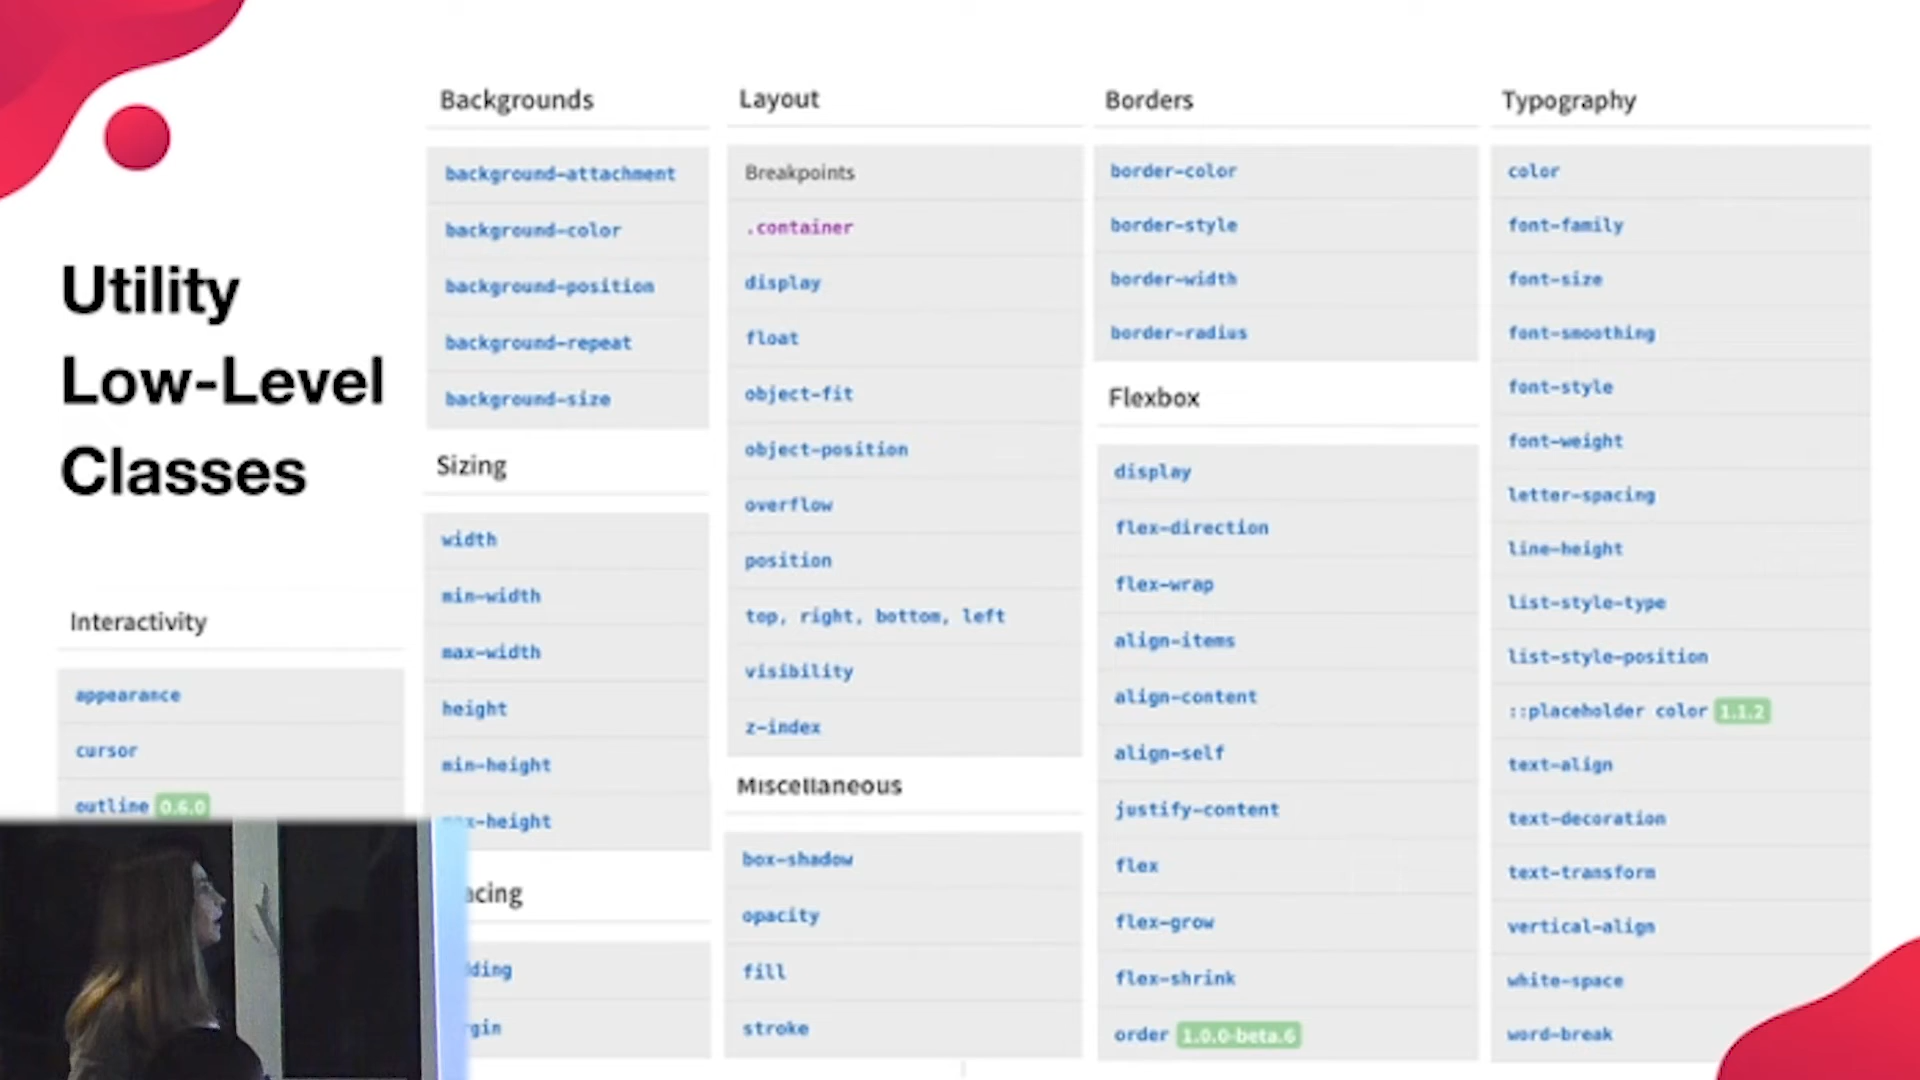 Utility
Low-Level
Classes
Interactivity
appearance
cursor
outline 0.6.0
Backgrounds
background-attachment
background-color
background-position
background-repeat
background-size
Sizing
width
min-width
max-width
height
min-height
-height
acing
ding
gin
Layout
Breakpoints
.container
display
float
object-fit
object-position
overflow
position
top, right, bottom, left
visibility
z-index
Miscellaneous
box-shadow
opacity
fill
stroke
Borders
border-color
border-style
border-width
border-radius
Flexbox
display
flex-direction
flex-wrap
align-items
align-content
align-self
justify-content
flex
flex-grow
flex-shrink
order 1.0.0-beta.6
Typography
color
font-family
font-size
font-smoothing
font-style
font-weight
letter-spacing
line-height
list-style-type
list-style-position
::placeholder color 1.1.2
text-align
text-decoration
text-transform
vertical-align
white-space
word-break